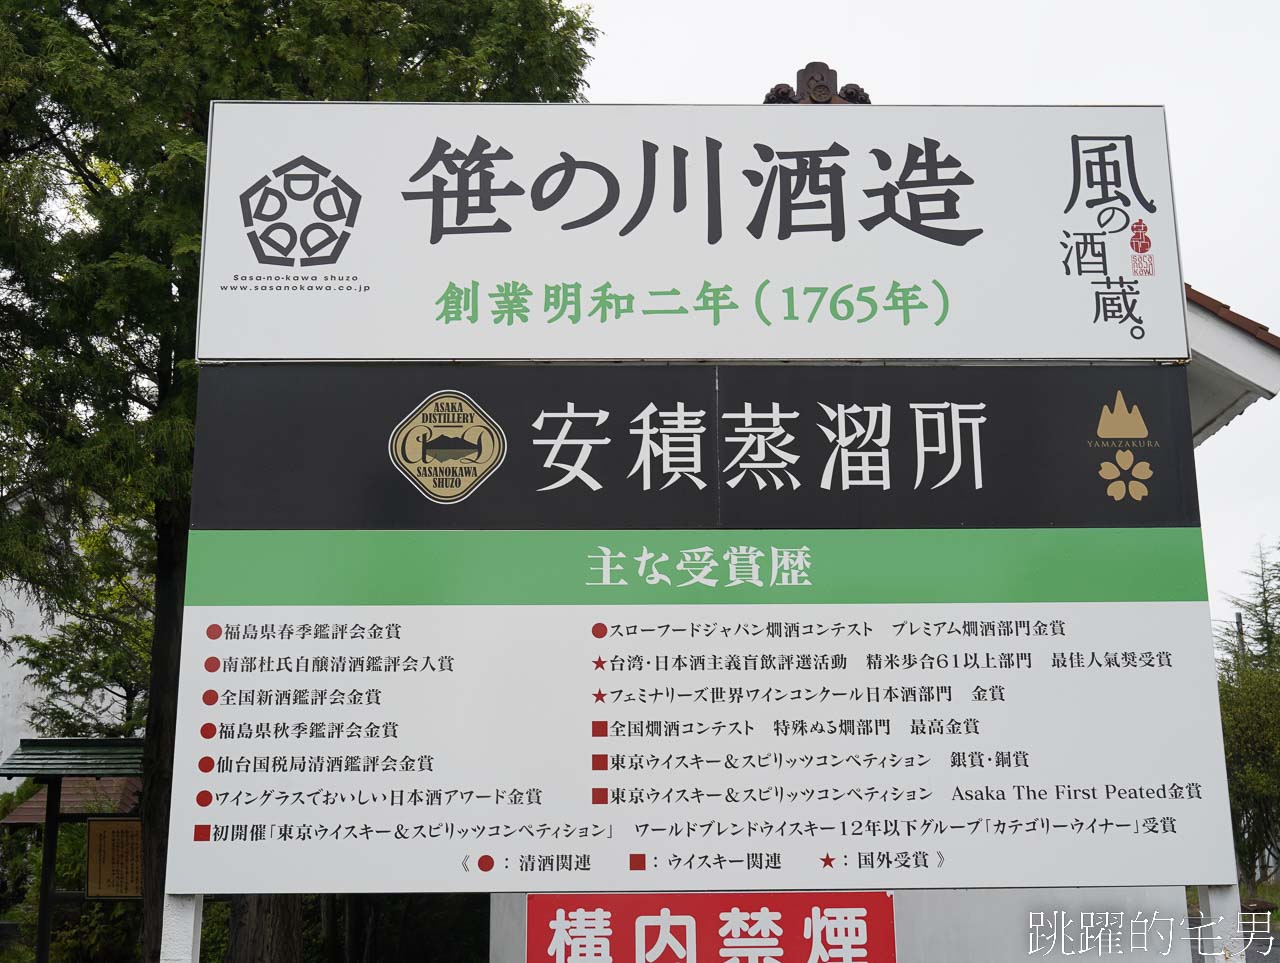 笹の川酒造
Sasa-no-kawa shuzo
www.sasanokawa.co.jp
創業明和二年（1765年）
風の
酒
蔵。
ASAKA
DISTILLERY
SASANOKAWA
SHUZO
安積蒸溜所
YAMAZAKURA
主な受賞歴
●福島県春季鑑評会金賞
●南部杜氏自醸清酒鑑評会入賞
●全国新酒鑑評会金賞
●福島県秋季鑑評会金賞
●仙台国税局清酒鑑評会金賞
●ワイングラスでおいしい日本酒アワード金賞
●スローフードジャパン燗酒コンテスト　プレミアム燗酒部門金賞
★台湾・日本酒主義盲飲評選活動　精米歩合61以上部門　最佳人氣奨受賞
★フェミナリーズ世界ワインコンクール日本酒部門　金賞
■全国燗酒コンテスト　特殊ぬる燗部門　最高金賞
■東京ウイスキー＆スピリッツコンペティション　銀賞・銅賞
■東京ウイスキー＆スピリッツコンペティション　Asaka The First Peated金賞
■初開催「東京ウイスキー＆スピリッツコンペティション」　ワールドブレンドウイスキー12年以下グループ「カテゴリーウイナー」受賞
《 ●：清酒関連　■：ウイスキー関連　★：国外受賞 》
構内禁煙
跳躍的宅男